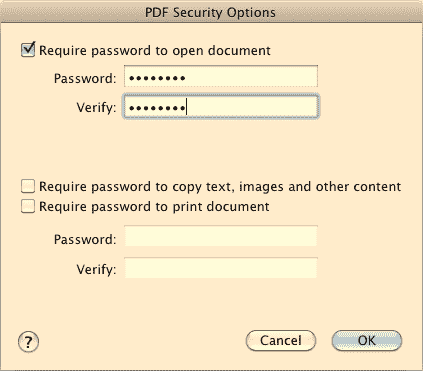 PDF Security Options
Require password to open document
Password: ••••••••
Verify: ••••••••
Require password to copy text, images and other content
Require password to print document
Password:
Verify:
? Cancel OK